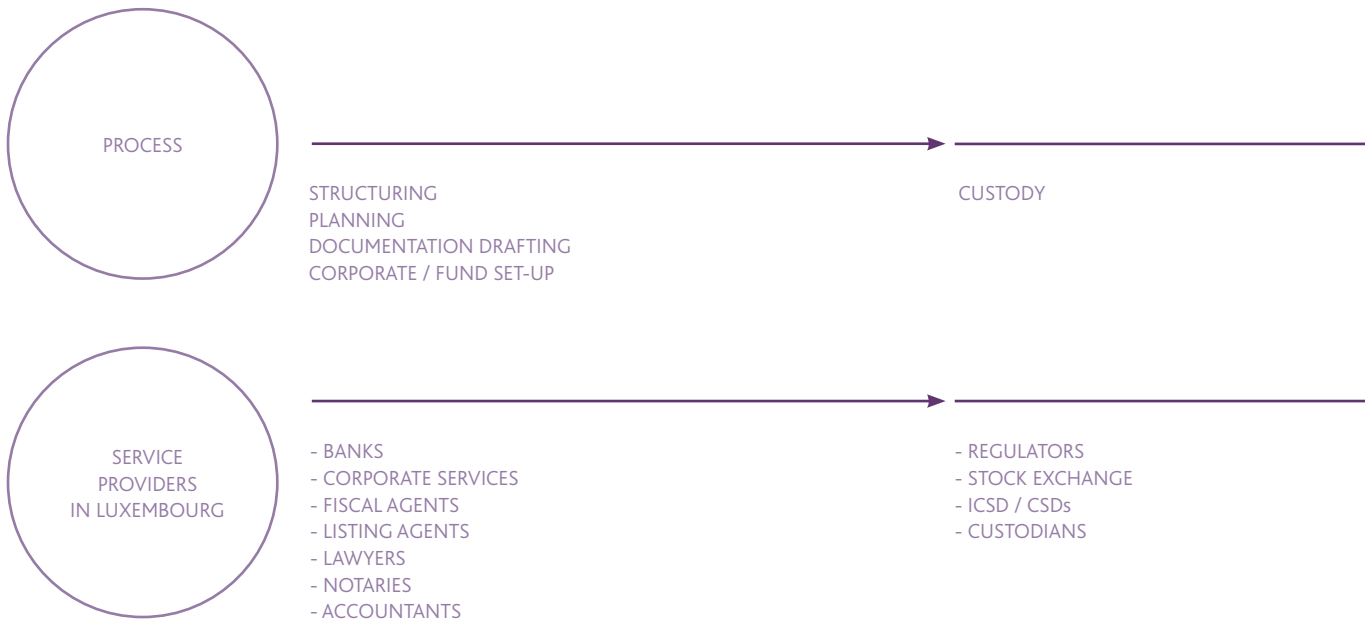 PROCESS
STRUCTURING
PLANNING
DOCUMENTATION DRAFTING
CORPORATE / FUND SET-UP
CUSTODY
SERVICE
PROVIDERS
IN LUXEMBOURG
- BANKS
- CORPORATE SERVICES
- FISCAL AGENTS
- LISTING AGENTS
- LAWYERS
- NOTARIES
- ACCOUNTANTS
- REGULATORS
- STOCK EXCHANGE
- ICSD / CSDs
- CUSTODIANS